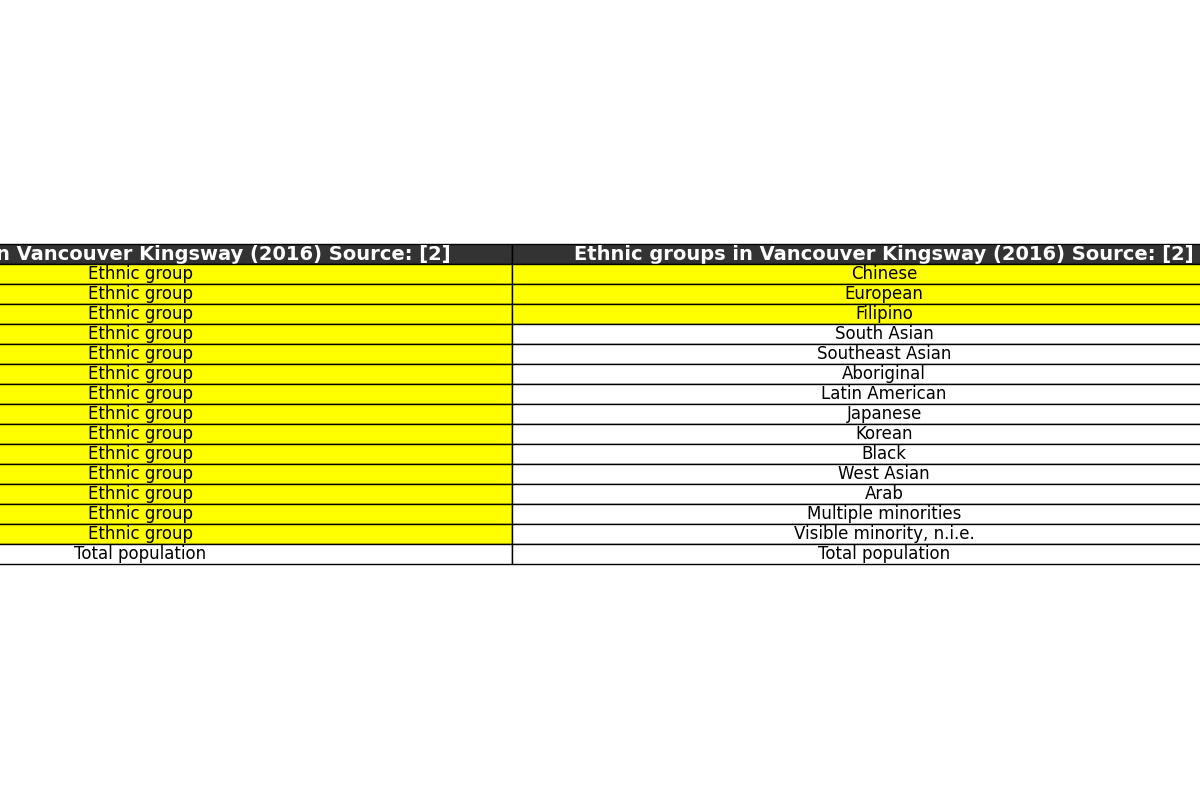 n Vancouver Kingsway (2016) Source: [2] Ethnic groups in Vancouver Kingsway (2016) Source: [2]
Ethnic group Chinese
Ethnic group European
Ethnic group Filipino
Ethnic group South Asian
Ethnic group Southeast Asian
Ethnic group Aboriginal
Ethnic group Latin American
Ethnic group Japanese
Ethnic group Korean
Ethnic group Black
Ethnic group West Asian
Ethnic group Arab
Ethnic group Multiple minorities
Ethnic group Visible minority, n.i.e.
Total population Total population